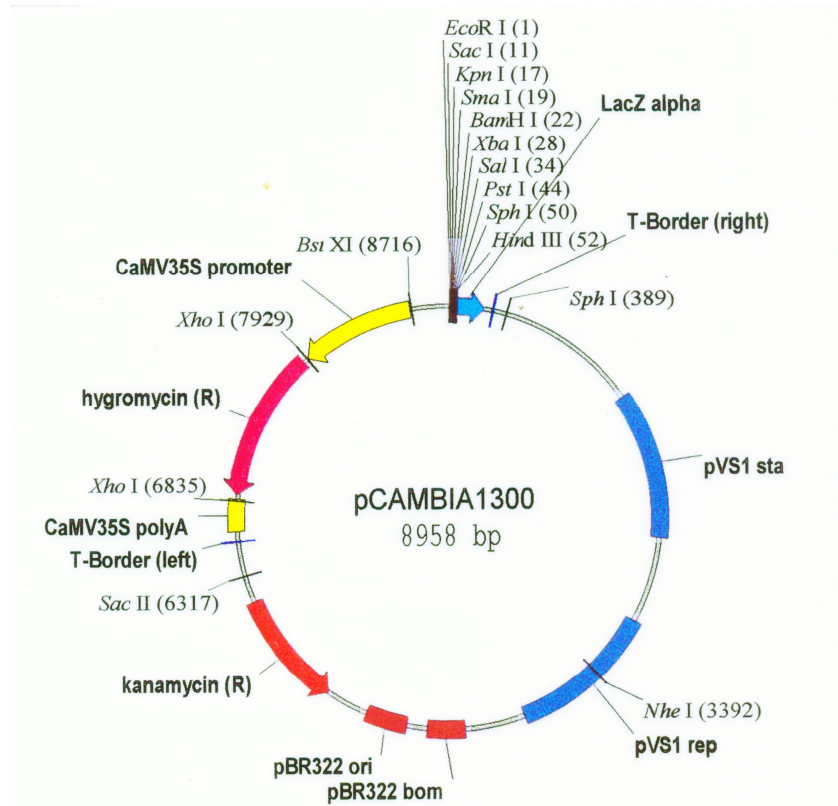 EcoR I (1)
Sac I (11)
Kpn I (17)
Sma I (19)
BamH I (22)
Xba I (28)
Sal I (34)
Pst I (44)
Sph I (50)
Hind III (52)
LacZ alpha
T-Border (right)
Sph I (389)
pVS1 sta
Nhe I (3392)
pVS1 rep
pBR322 bom
pBR322 ori
kanamycin (R)
Sac II (6317)
T-Border (left)
CaMV35S polyA
Xho I (6835)
hygromycin (R)
Xho I (7929)
CaMV35S promoter
Bst XI (8716)
pCAMBIA1300
8958 bp